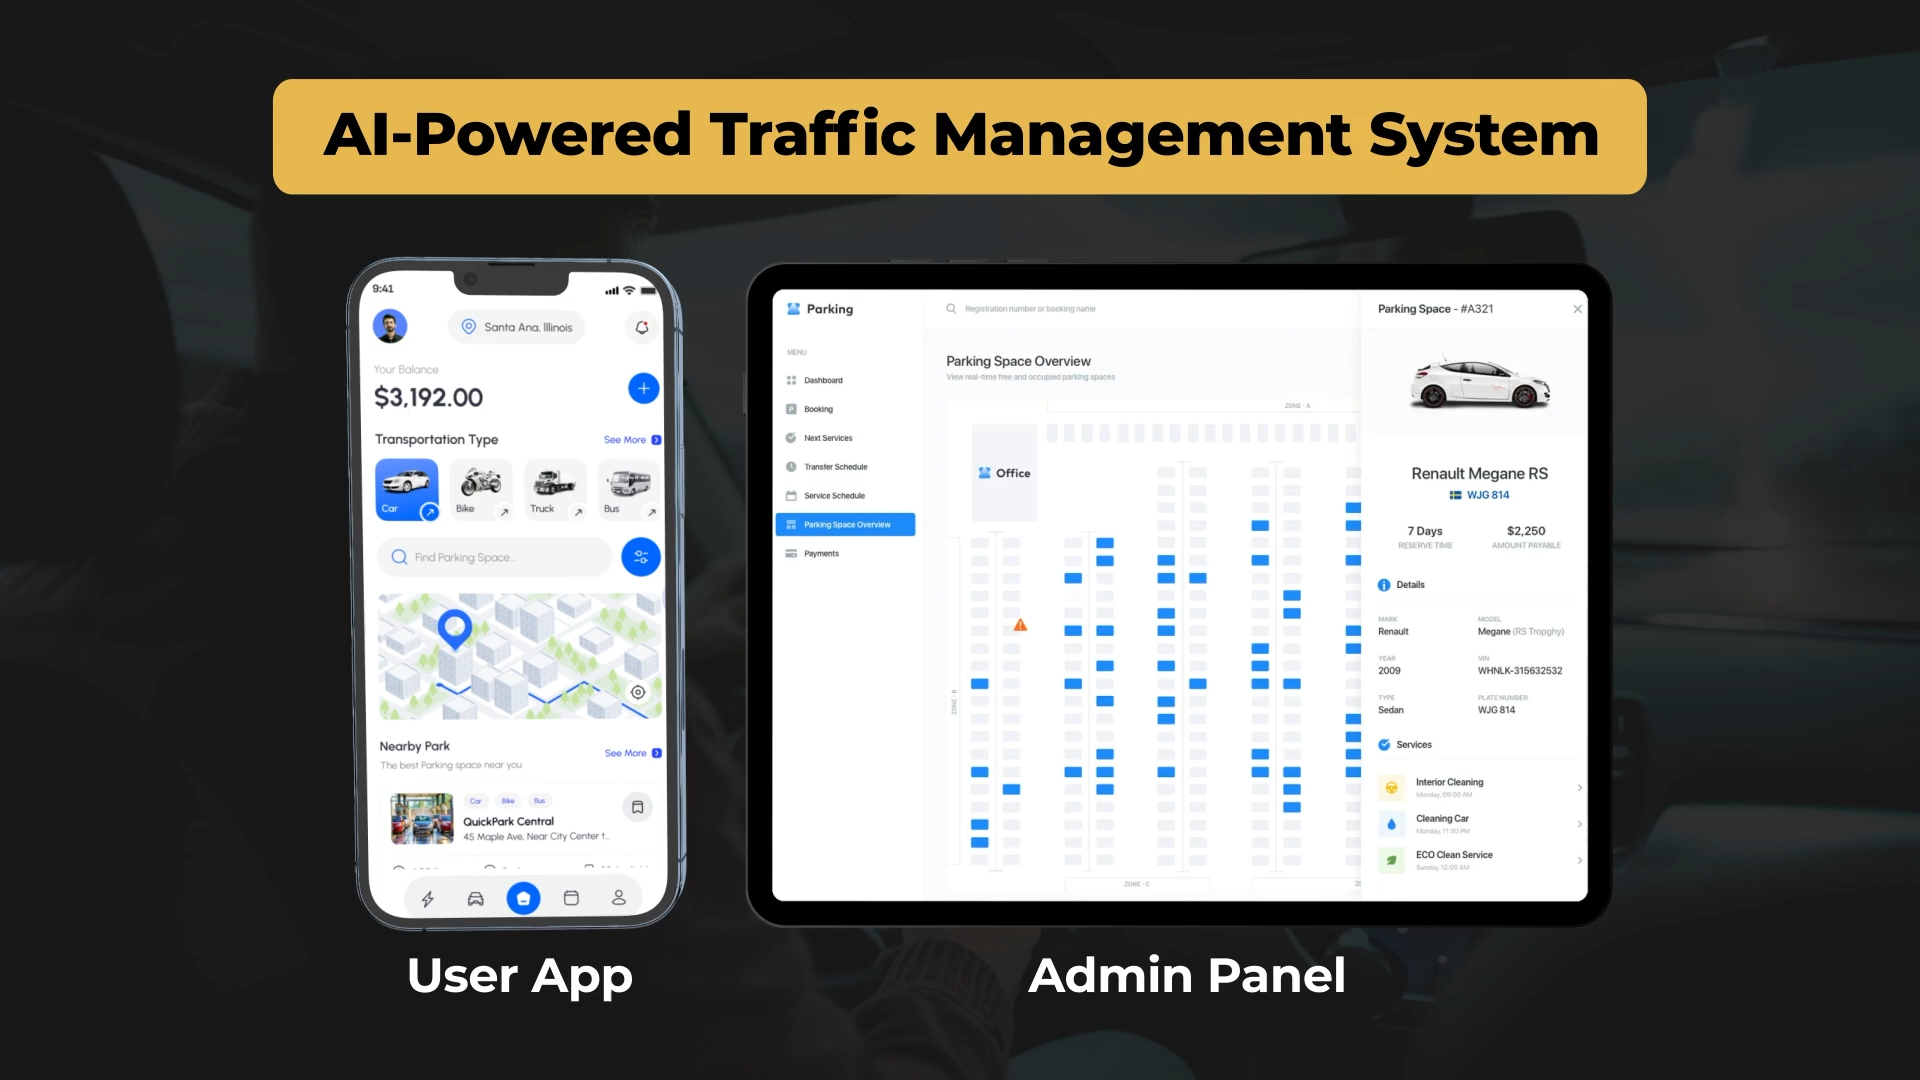 AI-Powered Traffic Management System
9:41
Santa Ana, Illinois
Your Balance
$3,192.00
Transportation Type
See More
Car
Bike
Truck
Bus
Find Parking Space...
Nearby Park
See More
The best Parking space near you
Car
Bike
Bus
QuickPark Central
45 Maple Ave, Near City Center t...
User App
Parking
MENU
Dashboard
Booking
Next Services
Transfer Schedule
Service Schedule
Parking Space Overview
Payments
Registration number or booking name
Parking Space Overview
View real-time free and occupied parking spaces
ZONE - A
Office
ZONE - B
ZONE - C
Parking Space - #A321
Renault Megane RS
WJG 814
7 Days
$2,250
RESERVE TIME
AMOUNT PAYABLE
Details
MARK
MODEL
Renault
Megane (RS Tropghy)
YEAR
VIN
2009
WHNLK-315632532
TYPE
PLATE NUMBER
Sedan
WJG 814
Services
Interior Cleaning
Monday, 09:00 AM
Cleaning Car
Monday, 11:30 PM
ECO Clean Service
Sunday, 12:00 AM
Admin Panel